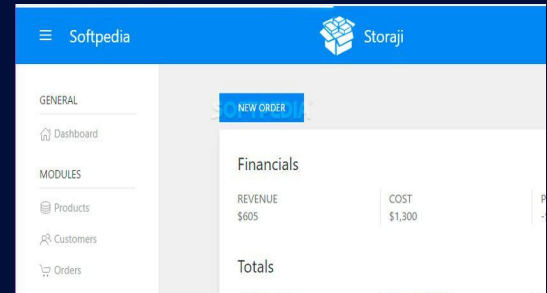 Softpedia
Storaji
GENERAL
Dashboard
MODULES
Products
Customers
Orders
NEW ORDER
SOFTPEDIA
Financials
REVENUE
COST
P
$605
$1,300
Totals